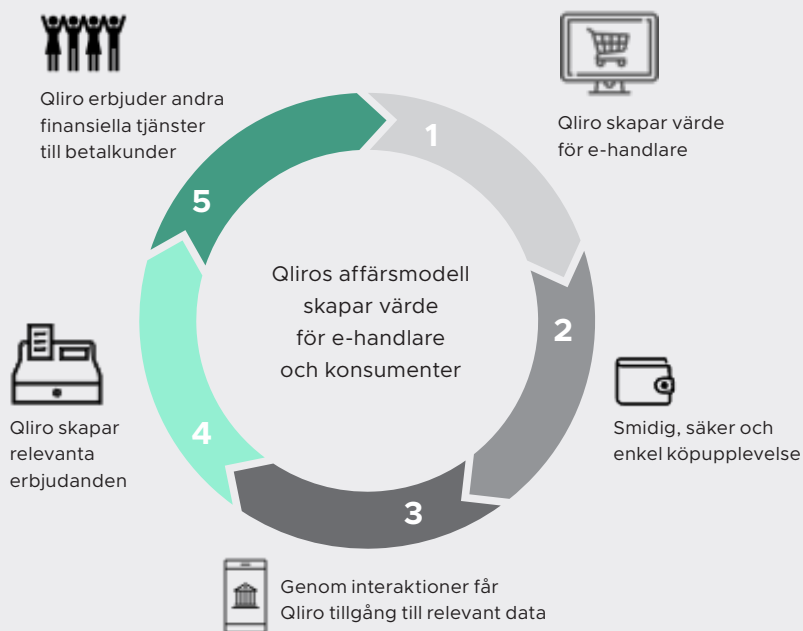 Qliro erbjuder andra
finansiella tjänster
till betalkunder
Qliro skapar värde
för e-handlare
1
5
Qliros affärsmodell
skapar värde
för e-handlare
och konsumenter
2
Smidig, säker och
enkel köpupplevelse
Qliro skapar
relevanta
erbjudanden
4
3
Genom interaktioner får
Qliro tillgång till relevant data